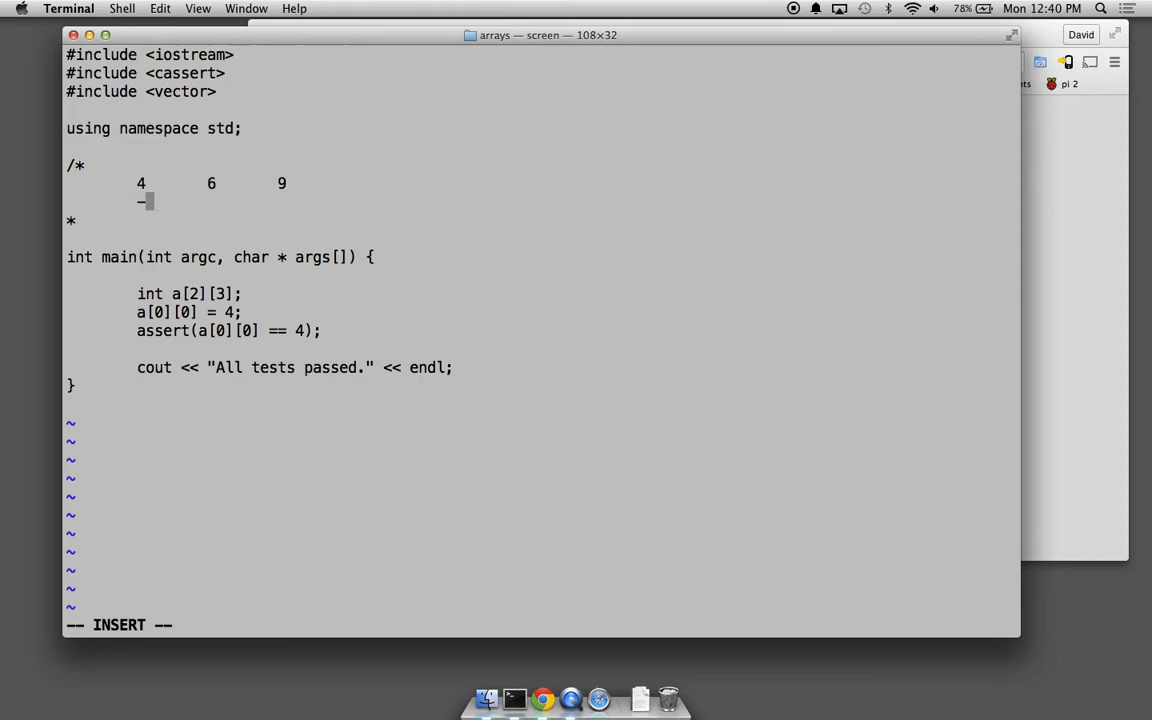 Terminal Shell Edit View Window Help 78% Mon 12:40 PM
arrays — screen — 108×32
David
nts pi 2
#include <iostream>
#include <cassert>
#include <vector>
using namespace std;
/*
4 6 9
-
*
int main(int argc, char * args[]) {
int a[2][3];
a[0][0] = 4;
assert(a[0][0] == 4);
cout << "All tests passed." << endl;
}
~
~
~
~
~
~
~
~
~
~
~
-- INSERT --